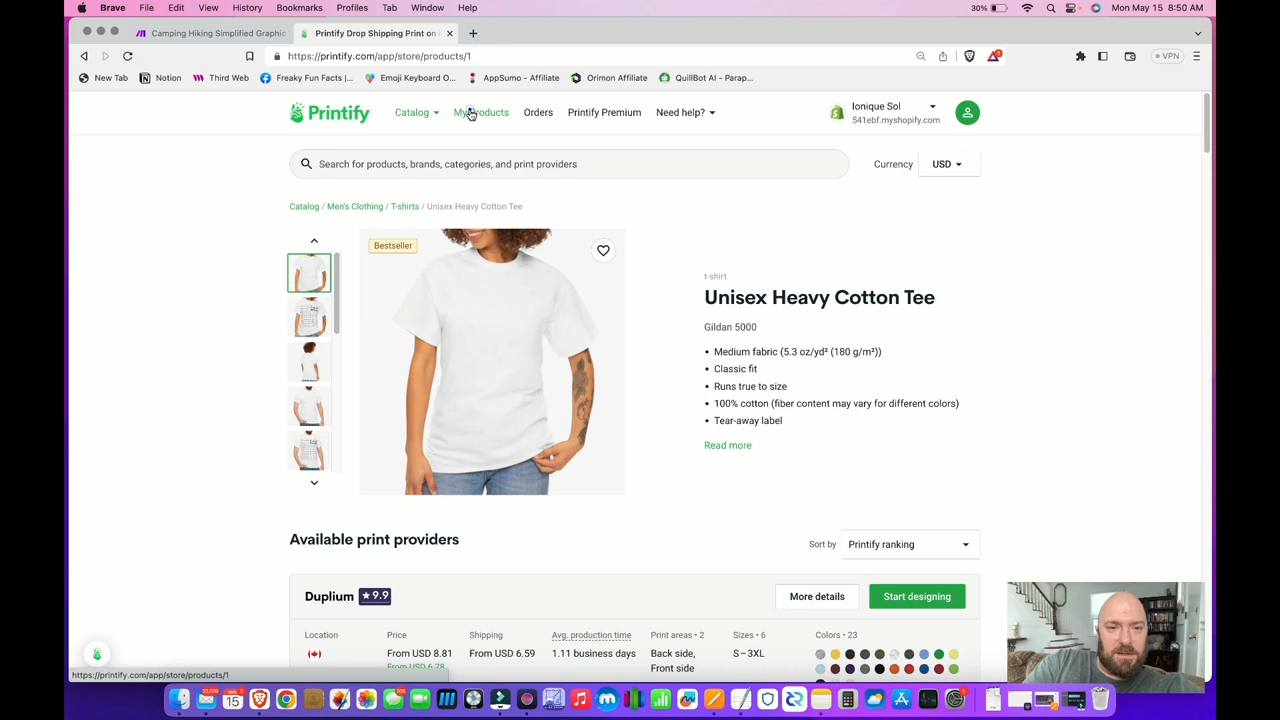 Brave File Edit View History Bookmarks Profiles Tab Window Help 30% Mon May 15 8:50 AM
Camping Hiking Simplified Graphic Printify Drop Shipping Print on
https://printify.com/app/store/products/1 VPN
New Tab Notion Third Web Freaky Fun Facts |... Emoji Keyboard O... AppSumo - Affiliate Orimon Affiliate QuillBot AI - Parap...
Printify Catalog My Products Orders Printify Premium Need help? Ionique Sol
541ebf.myshopify.com
Search for products, brands, categories, and print providers Currency USD
Catalog / Men's Clothing / T-shirts / Unisex Heavy Cotton Tee
Bestseller
t-shirt
Unisex Heavy Cotton Tee
Gildan 5000
• Medium fabric (5.3 oz/yd² (180 g/m²))
• Classic fit
• Runs true to size
• 100% cotton (fiber content may vary for different colors)
• Tear-away label
Read more
Available print providers Sort by Printify ranking
Duplium ★ 9.9 More details Start designing
Location Price Shipping Avg. production time Print areas • 2 Sizes • 6 Colors • 23
From USD 8.81 From USD 6.59 1.11 business days Back side, S – 3XL
From USD 6.78 Front side
https://printify.com/app/store/products/1